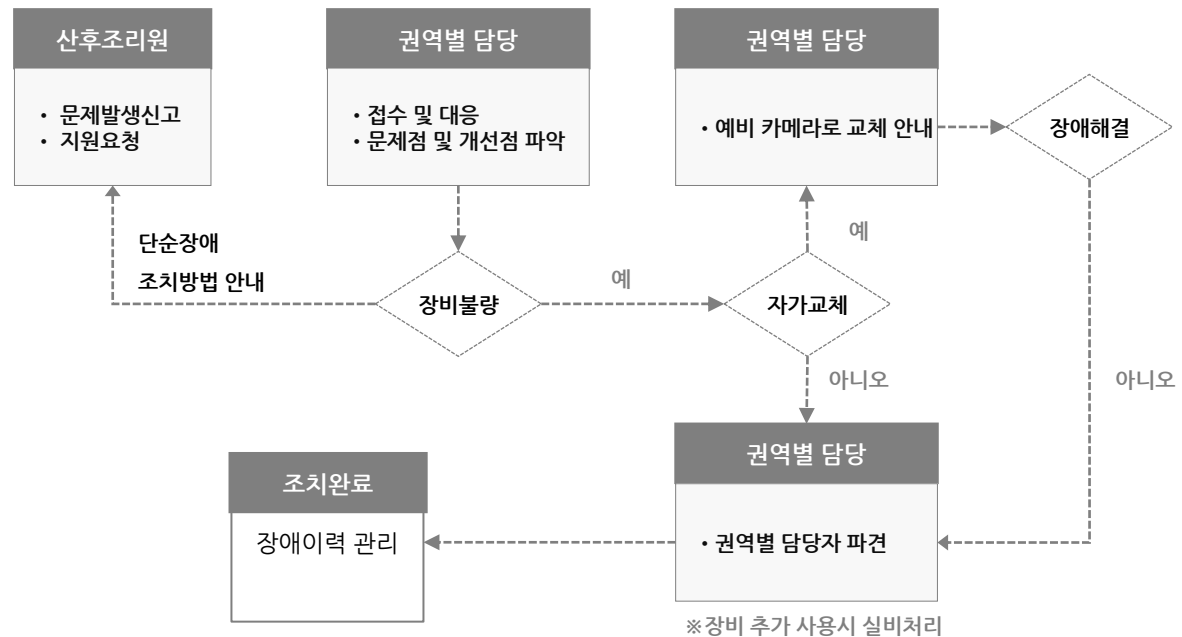 산후조리원
• 문제발생신고
• 지원요청
권역별 담당
• 접수 및 대응
• 문제점 및 개선점 파악
권역별 담당
• 예비 카메라로 교체 안내
장애해결
단순장애
조치방법 안내
장비불량
예
자가교체
예
아니오
아니오
권역별 담당
• 권역별 담당자 파견
조치완료
장애이력 관리
※장비 추가 사용시 실비처리